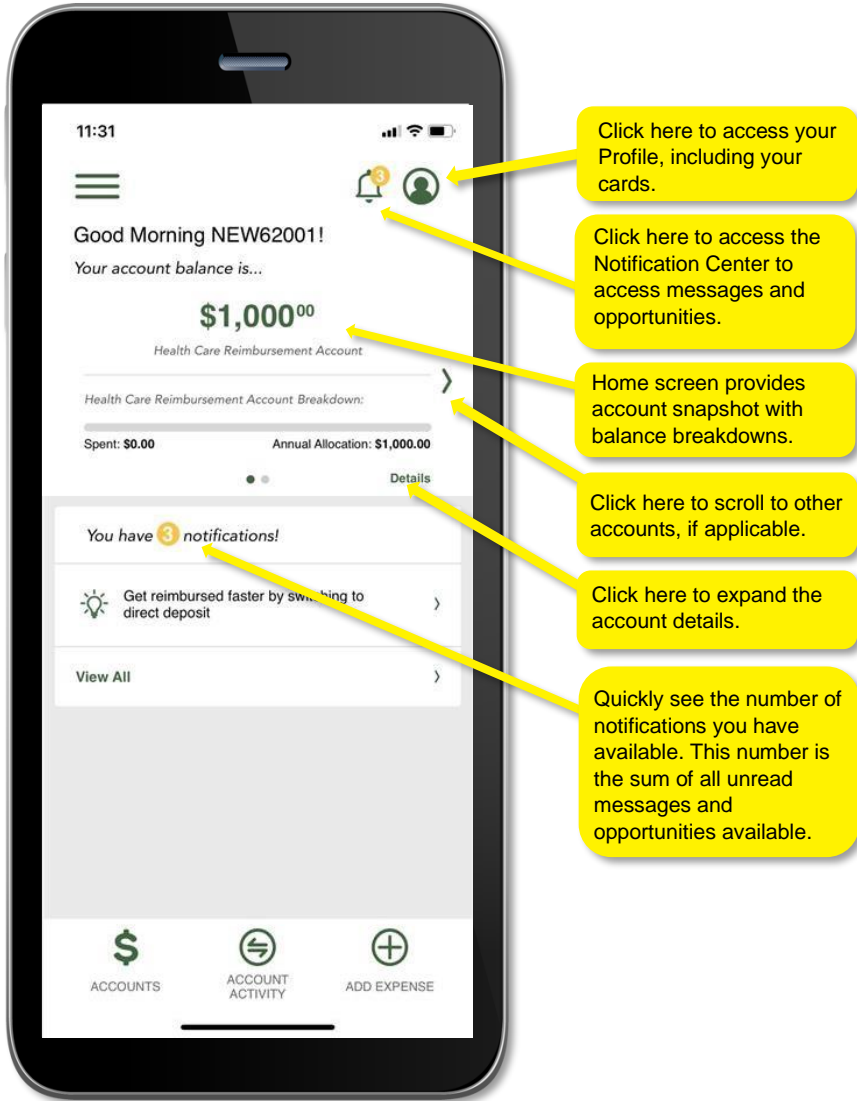 11:31
3
Good Morning NEW62001!
Your account balance is...
$1,000⁰⁰
Health Care Reimbursement Account
Health Care Reimbursement Account Breakdown:
Spent: $0.00 Annual Allocation: $1,000.00
Details
You have 3 notifications!
Get reimbursed faster by switching to
direct deposit
View All
ACCOUNTS
ACCOUNT
ACTIVITY
ADD EXPENSE
Click here to access your
Profile, including your
cards.
Click here to access the
Notification Center to
access messages and
opportunities.
Home screen provides
account snapshot with
balance breakdowns.
Click here to scroll to other
accounts, if applicable.
Click here to expand the
account details.
Quickly see the number of
notifications you have
available. This number is
the sum of all unread
messages and
opportunities available.